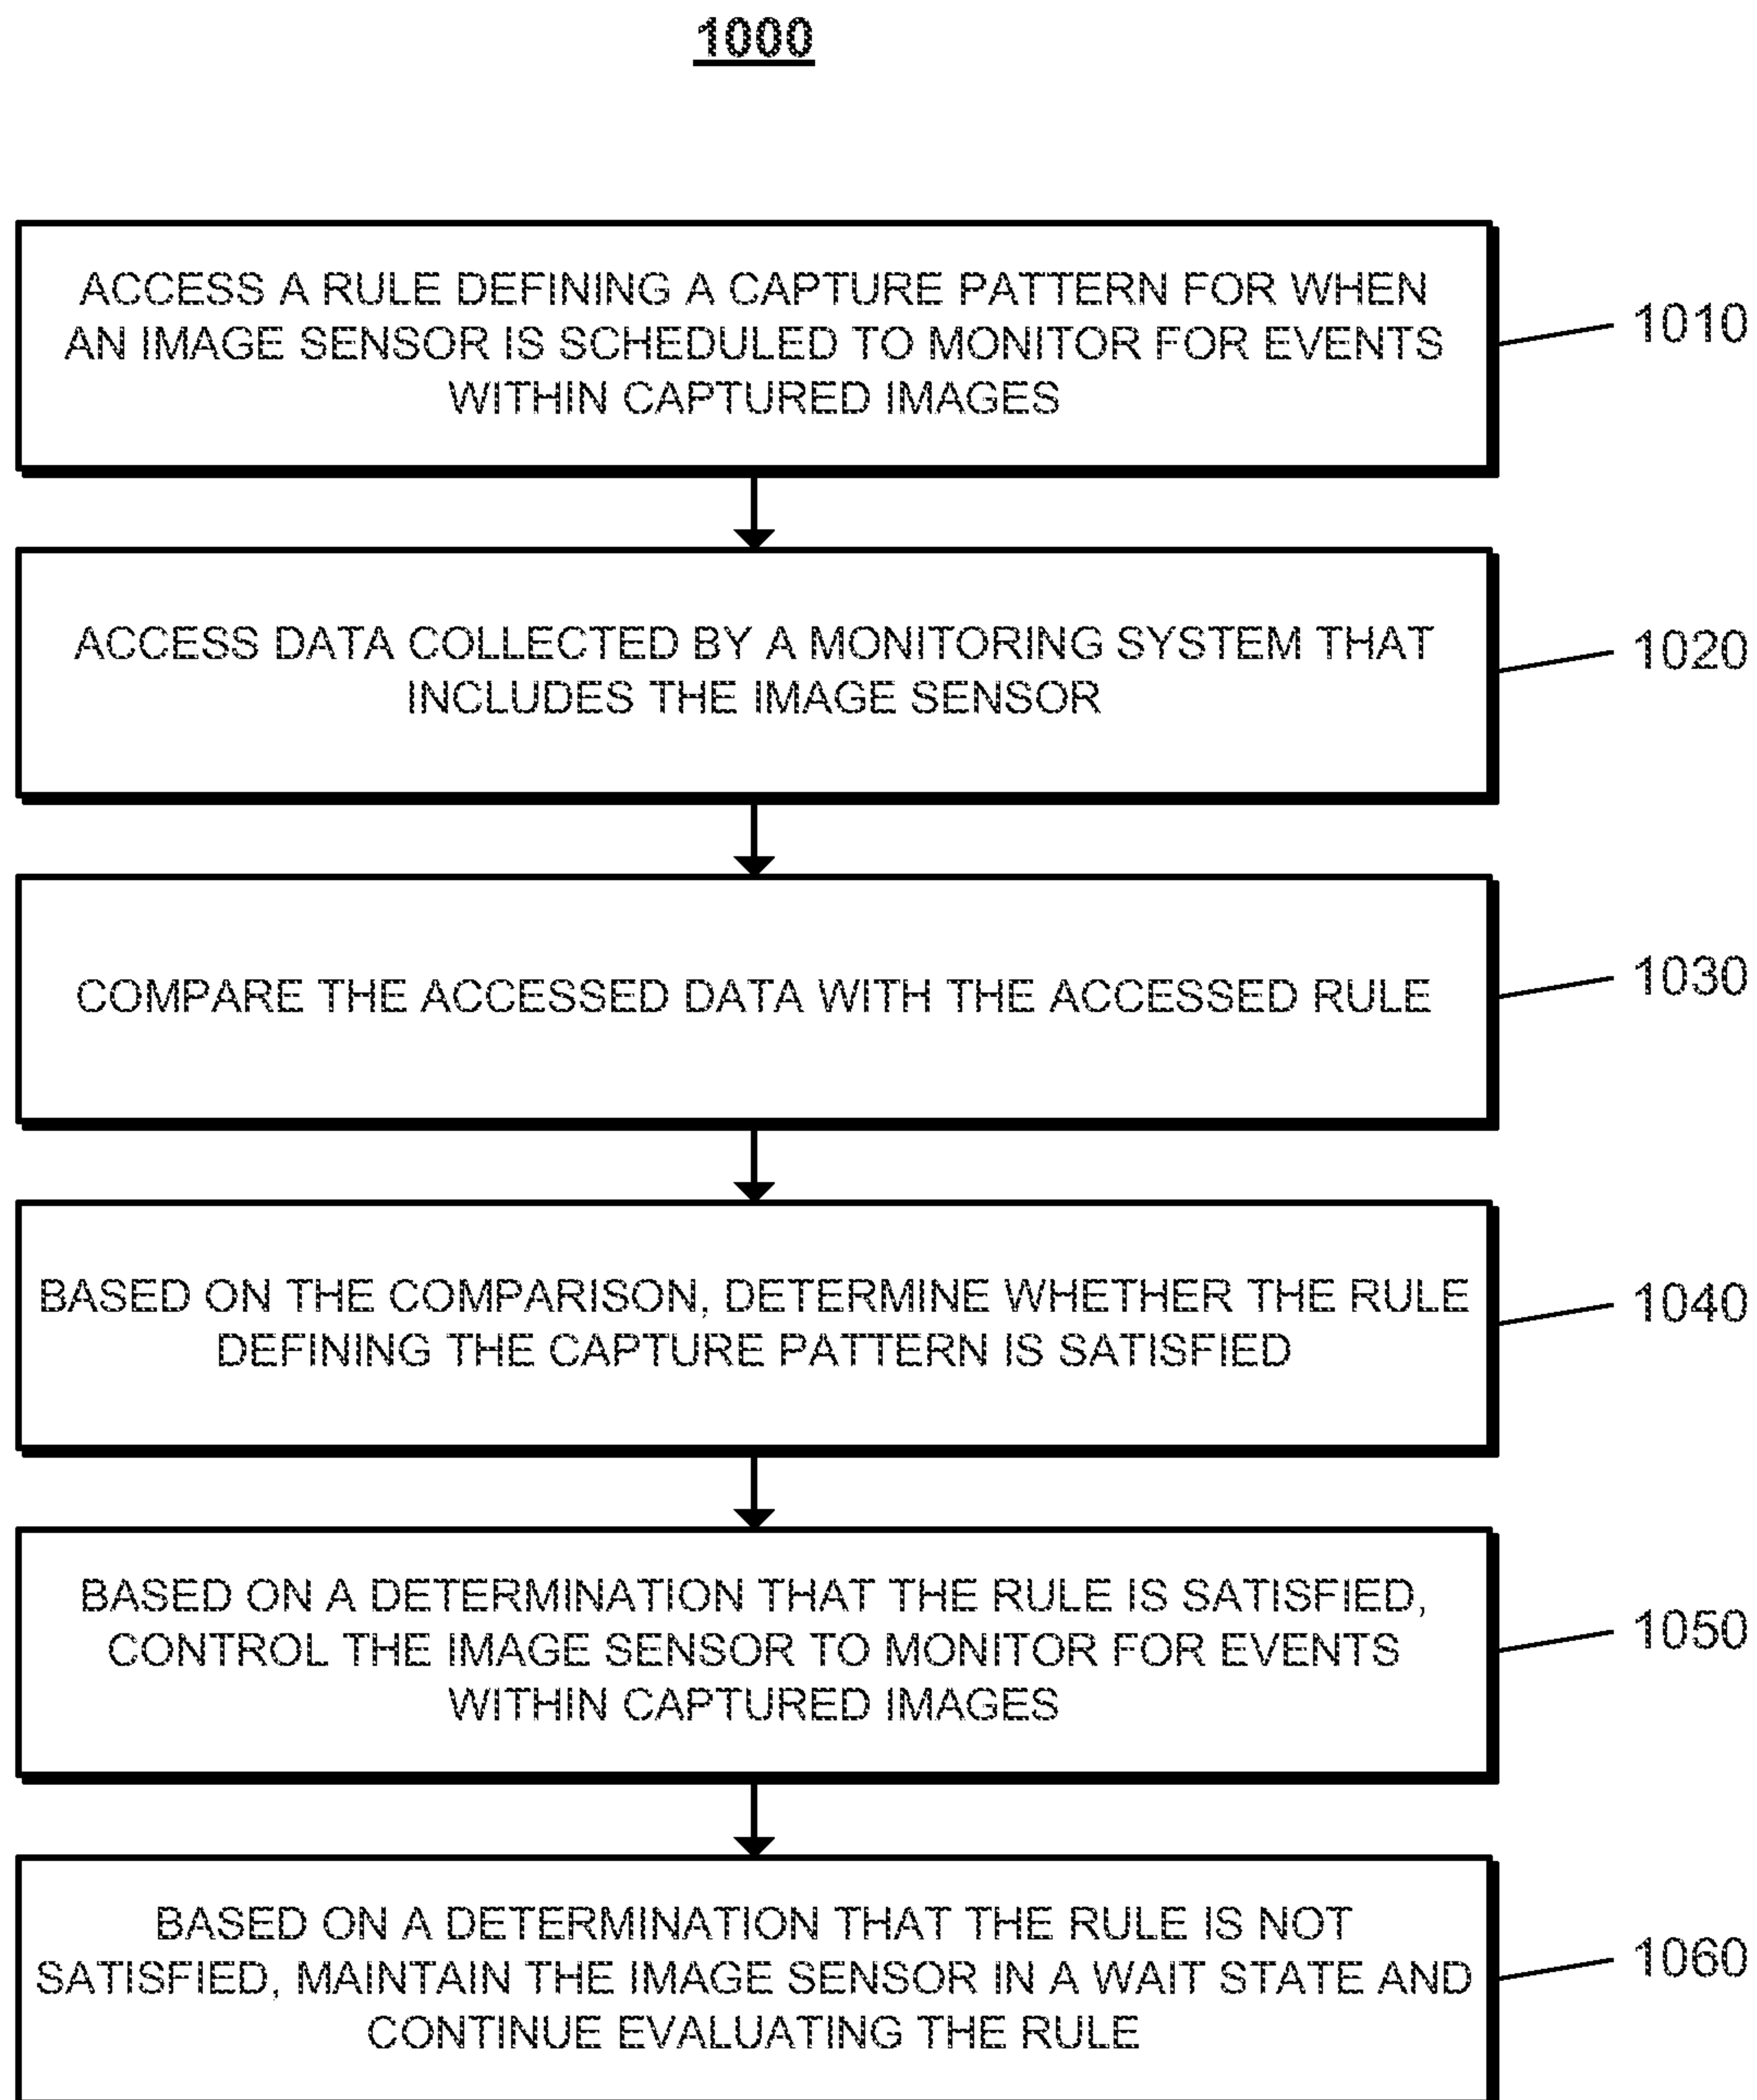 1000
ACCESS A RULE DEFINING A CAPTURE PATTERN FOR WHEN
AN IMAGE SENSOR IS SCHEDULED TO MONITOR FOR EVENTS
WITHIN CAPTURED IMAGES
1010
ACCESS DATA COLLECTED BY A MONITORING SYSTEM THAT
INCLUDES THE IMAGE SENSOR
1020
COMPARE THE ACCESSED DATA WITH THE ACCESSED RULE
1030
BASED ON THE COMPARISON, DETERMINE WHETHER THE RULE
DEFINING THE CAPTURE PATTERN IS SATISFIED
1040
BASED ON A DETERMINATION THAT THE RULE IS SATISFIED,
CONTROL THE IMAGE SENSOR TO MONITOR FOR EVENTS
WITHIN CAPTURED IMAGES
1050
BASED ON A DETERMINATION THAT THE RULE IS NOT
SATISFIED, MAINTAIN THE IMAGE SENSOR IN A WAIT STATE AND
CONTINUE EVALUATING THE RULE
1060